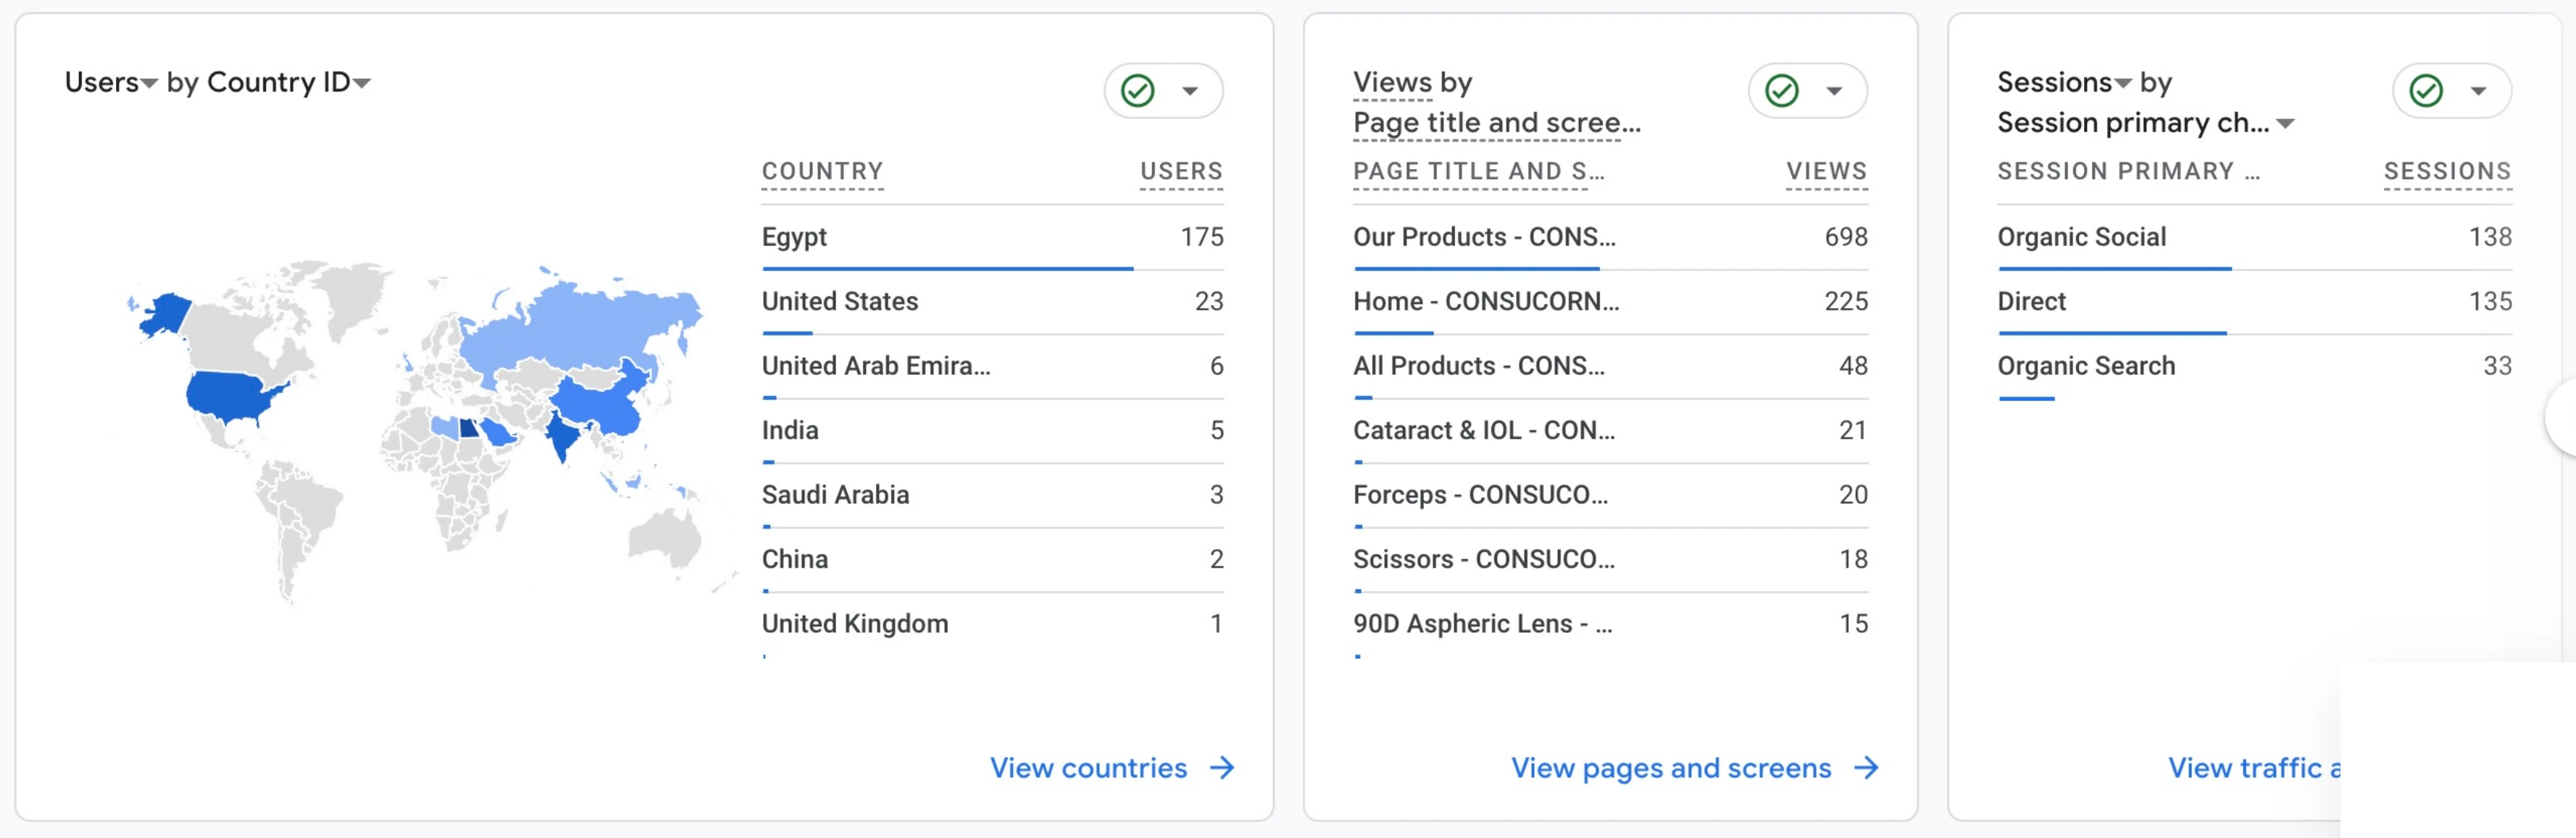 Users by Country ID
COUNTRY USERS
Egypt 175
United States 23
United Arab Emira... 6
India 5
Saudi Arabia 3
China 2
United Kingdom 1
View countries
Views by
Page title and scree...
PAGE TITLE AND S... VIEWS
Our Products - CONS... 698
Home - CONSUCORN... 225
All Products - CONS... 48
Cataract & IOL - CON... 21
Forceps - CONSUCO... 20
Scissors - CONSUCO... 18
90D Aspheric Lens - ... 15
View pages and screens
Sessions by
Session primary ch...
SESSION PRIMARY ... SESSIONS
Organic Social 138
Direct 135
Organic Search 33
View traffic a